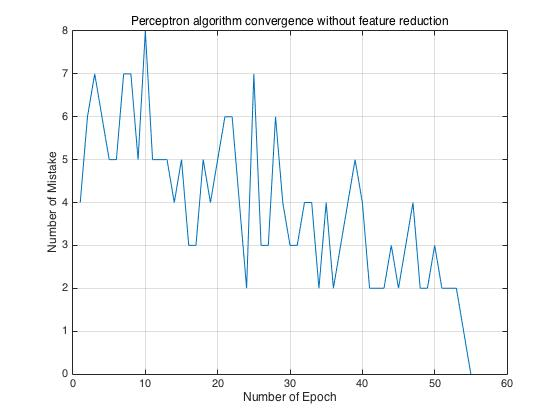 Perceptron algorithm convergence without feature reduction
8
7
6
5
4
3
2
1
0
Number of Mistake
0 10 20 30 40 50 60
Number of Epoch